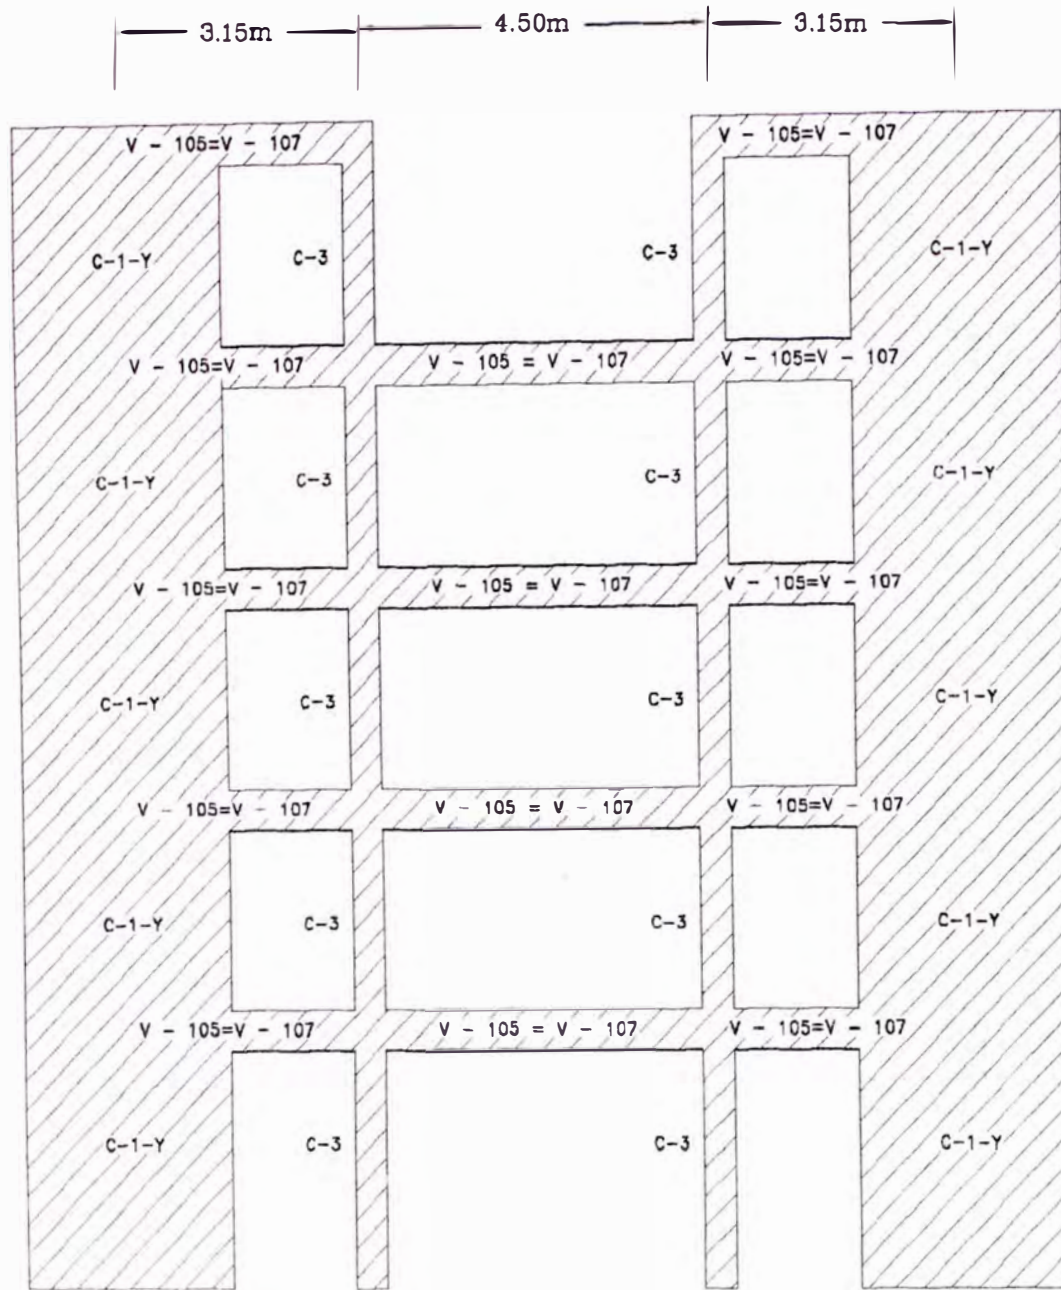 3.15m 4.50m 3.15m
V - 105=V - 107 V - 105=V - 107
C-1-Y C-3 C-3 C-1-Y
V - 105=V - 107 V - 105 = V - 107 V - 105=V - 107
C-1-Y C-3 C-3 C-1-Y
V - 105=V - 107 V - 105 = V - 107 V - 105=V - 107
C-1-Y C-3 C-3 C-1-Y
V - 105=V - 107 V - 105 = V - 107 V - 105=V - 107
C-1-Y C-3 C-3 C-1-Y
V - 105=V - 107 V - 105 = V - 107 V - 105=V - 107
C-1-Y C-3 C-3 C-1-Y